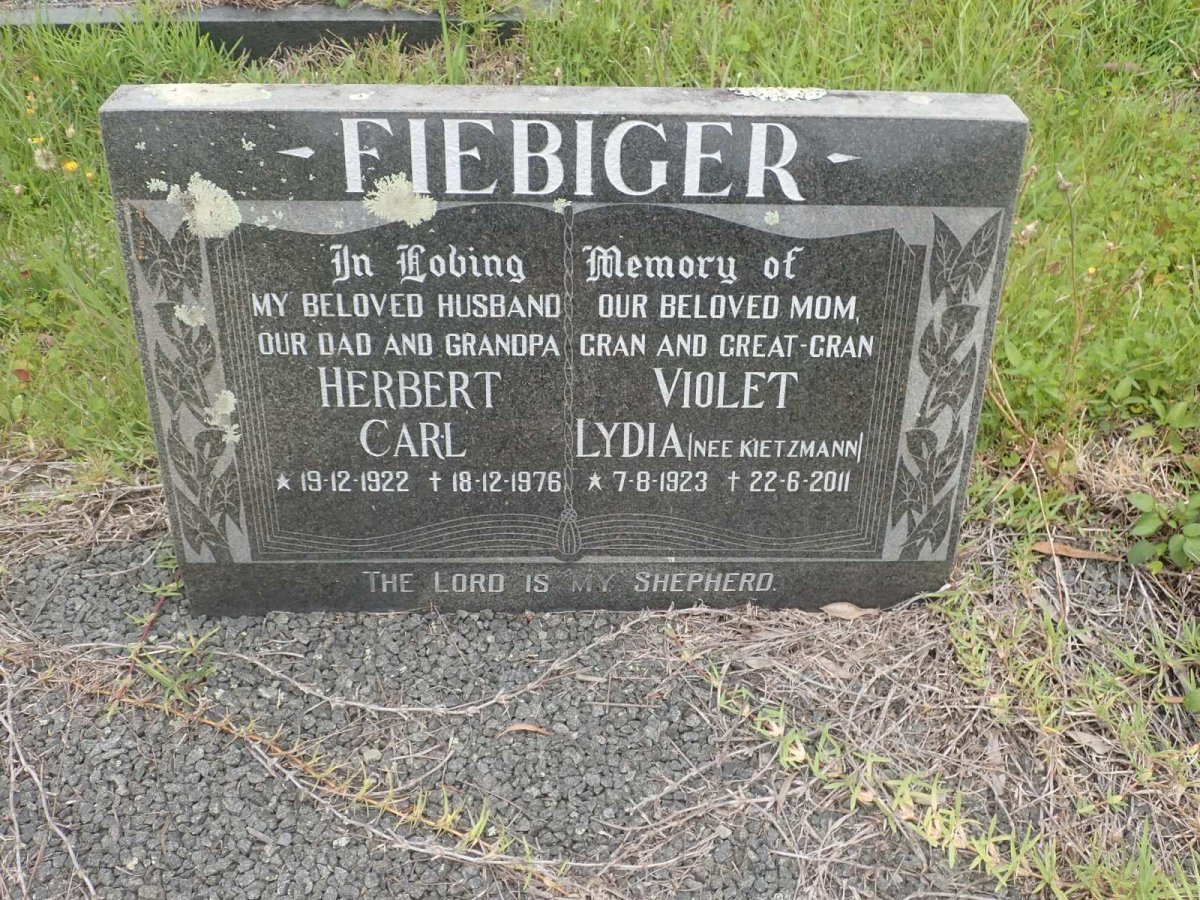 FIEBIGER
In Loving Memory of
MY BELOVED HUSBAND
OUR DAD AND GRANDPA
HERBERT
CARL
* 19-12-1922 † 18-12-1976
OUR BELOVED MOM,
GRAN AND GREAT-GRAN
VIOLET
LYDIA (NEE KIETZMANN)
* 7-8-1923 † 22-6-2011
THE LORD IS MY SHEPHERD.